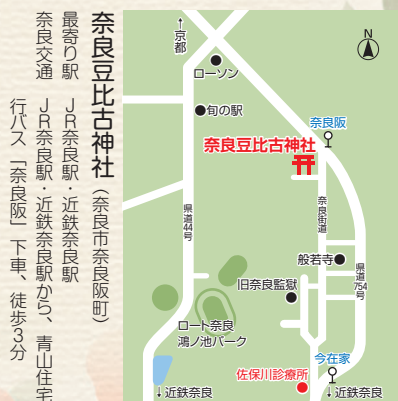 奈良豆比古神社（奈良市奈良阪町）
最寄り駅　ＪＲ奈良駅・近鉄奈良駅
奈良交通　ＪＲ奈良駅・近鉄奈良駅から、青山住宅
行バス「奈良阪」下車、徒歩３分
↑京都
N
ローソン
旬の駅
奈良阪
奈良豆比古神社
県道44号
奈良街道
般若寺
県道754号
旧奈良監獄
ロート奈良
鴻ノ池パーク
今在家
佐保川診療所
↓近鉄奈良
↓近鉄奈良